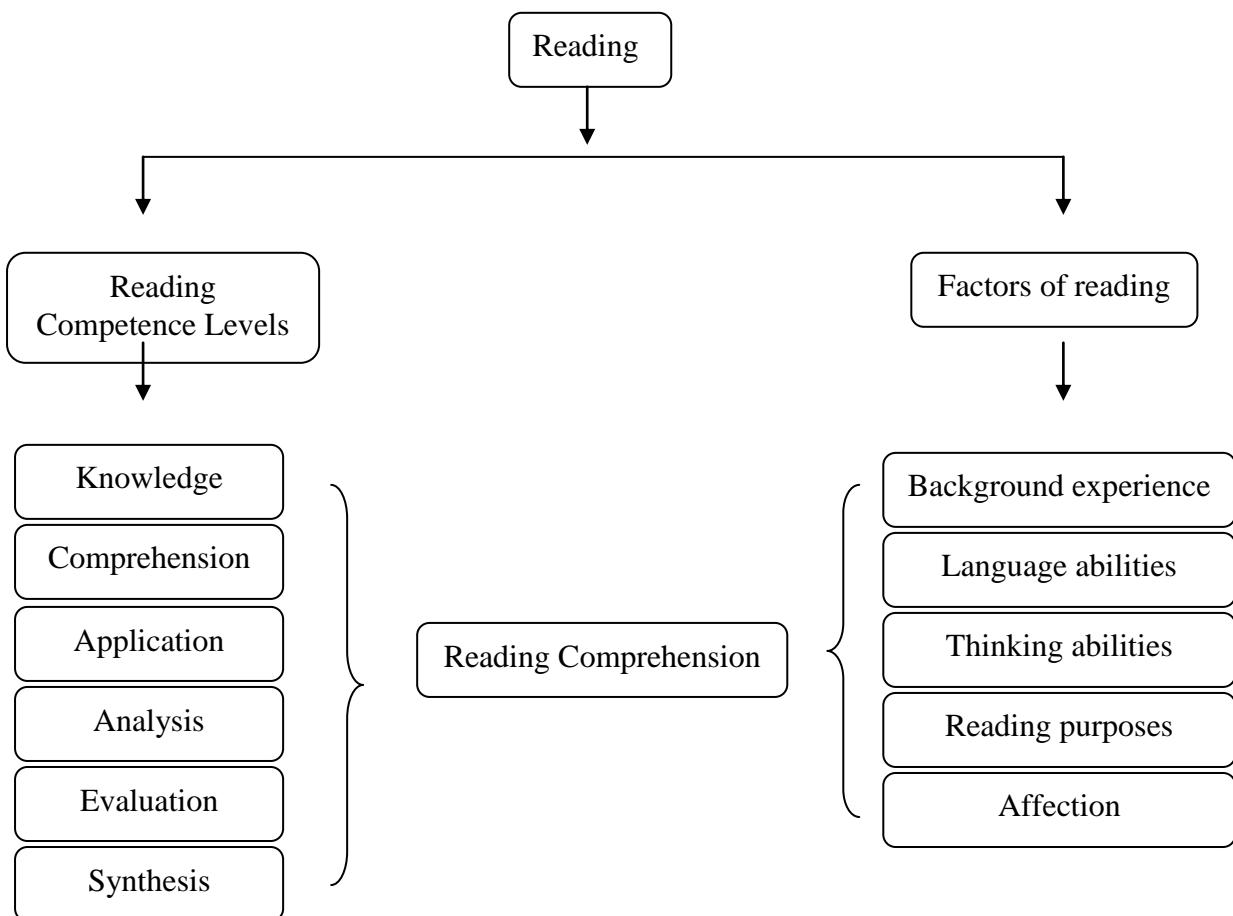 Reading
Reading
Competence Levels
Factors of reading
Knowledge
Comprehension
Application
Analysis
Evaluation
Synthesis
Reading Comprehension
Background experience
Language abilities
Thinking abilities
Reading purposes
Affection